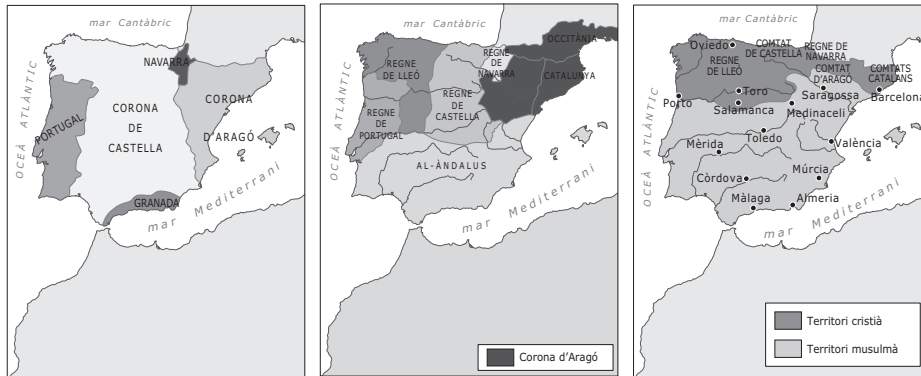 mar Cantàbric
OCEÀ ATLÀNTIC
NAVARRA
CORONA
D'ARAGÓ
CORONA
DE
CASTELLA
PORTUGAL
GRANADA
mar Mediterrani
mar Cantàbric
OCEÀ ATLÀNTIC
OCCITÀNIA
REGNE
DE LLEÓ
REGNE
DE
NAVARRA
CATALUNYA
REGNE
DE
CASTELLA
REGNE
DE
PORTUGAL
AL-ÀNDALUS
mar Mediterrani
Corona d'Aragó
mar Cantàbric
OCEÀ ATLÀNTIC
Oviedo
COMTAT
DE CASTELLA
REGNE DE
NAVARRA
REGNE
DE LLEÓ
COMTAT
D'ARAGÓ
COMTATS
CATALANS
Saragossa
Barcelona
Porto
Toro
Salamanca
Medinaceli
Toledo
València
Mèrida
Còrdova
Múrcia
Màlaga
Almeria
mar Mediterrani
Territori cristià
Territori musulmà